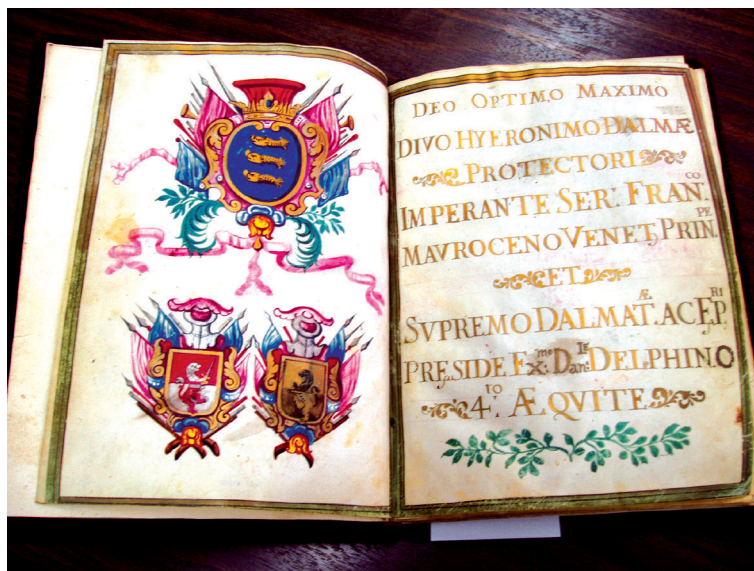 DEO OPTIMO MAXIMO
DIVO HYERONIMO DALMÆ
PROTECTORI
IMPERANTE SER: FRAN:CO
MAVROCENO VENET; PRIN:PE
ET
SVPREMO DALMAT:Æ AC EP:RI
PRESIDE Ex:mo Dan:IE DELPHINO
4:TO ÆQVITE